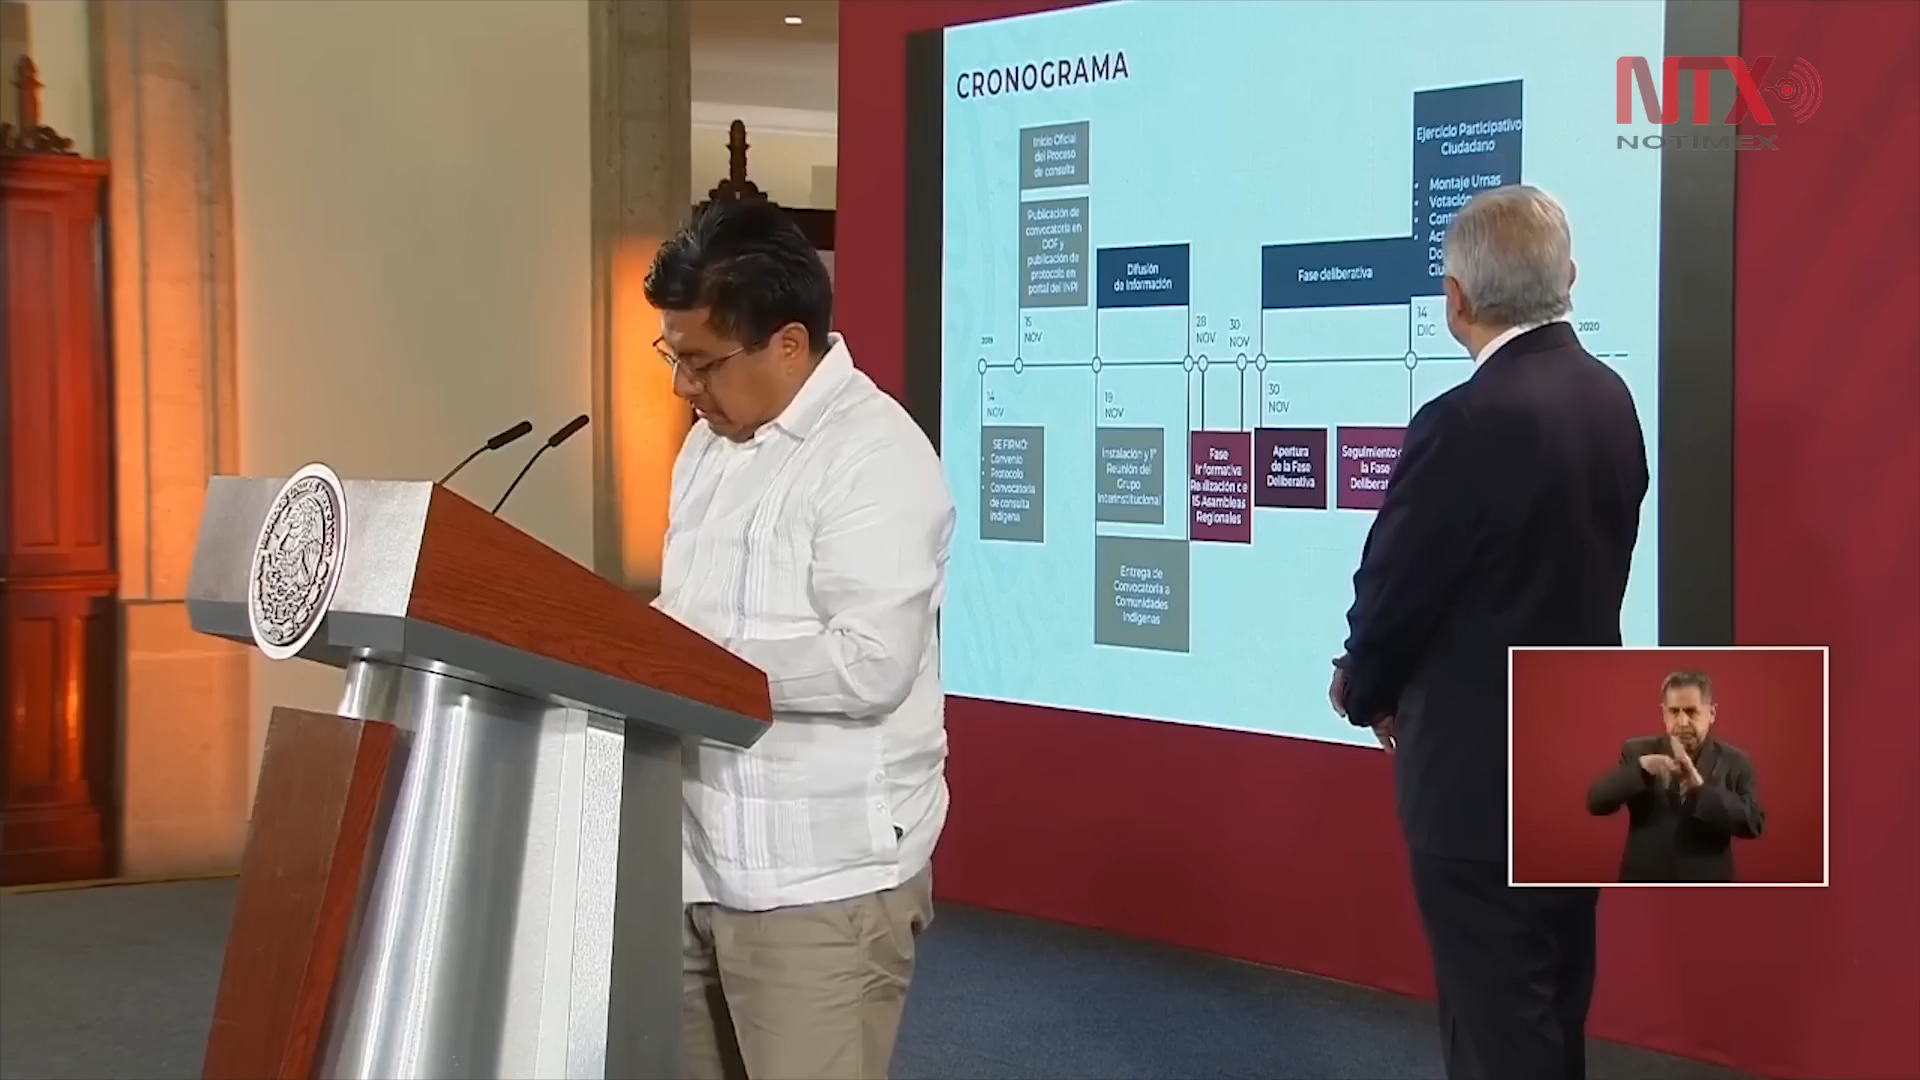 CRONOGRAMA
Inicio Oficial
del Proceso
de consulta
Publicación de
convocatoria en
DOF y
publicación de
protocolo en
portal del INPI
Difusión
de Información
Fase deliberativa
Ejercicio Participativo
Ciudadano
• Montaje Urnas
• Votación
•
•
2019
15
NOV
28
NOV
30
NOV
14
DIC
2020
14
NOV
19
NOV
30
NOV
SE FIRMÓ:
• Convenio
• Protocolo
• Convocatoria
de consulta
indígena
Instalación y 1ª
Reunión del
Grupo
Interinstitucional
Entrega de
Convocatoria a
Comunidades
Indígenas
Fase
Informativa
Realización de
15 Asambleas
Regionales
Apertura
de la Fase
Deliberativa
Seguimiento
la Fase
NTX
NOTIMEX